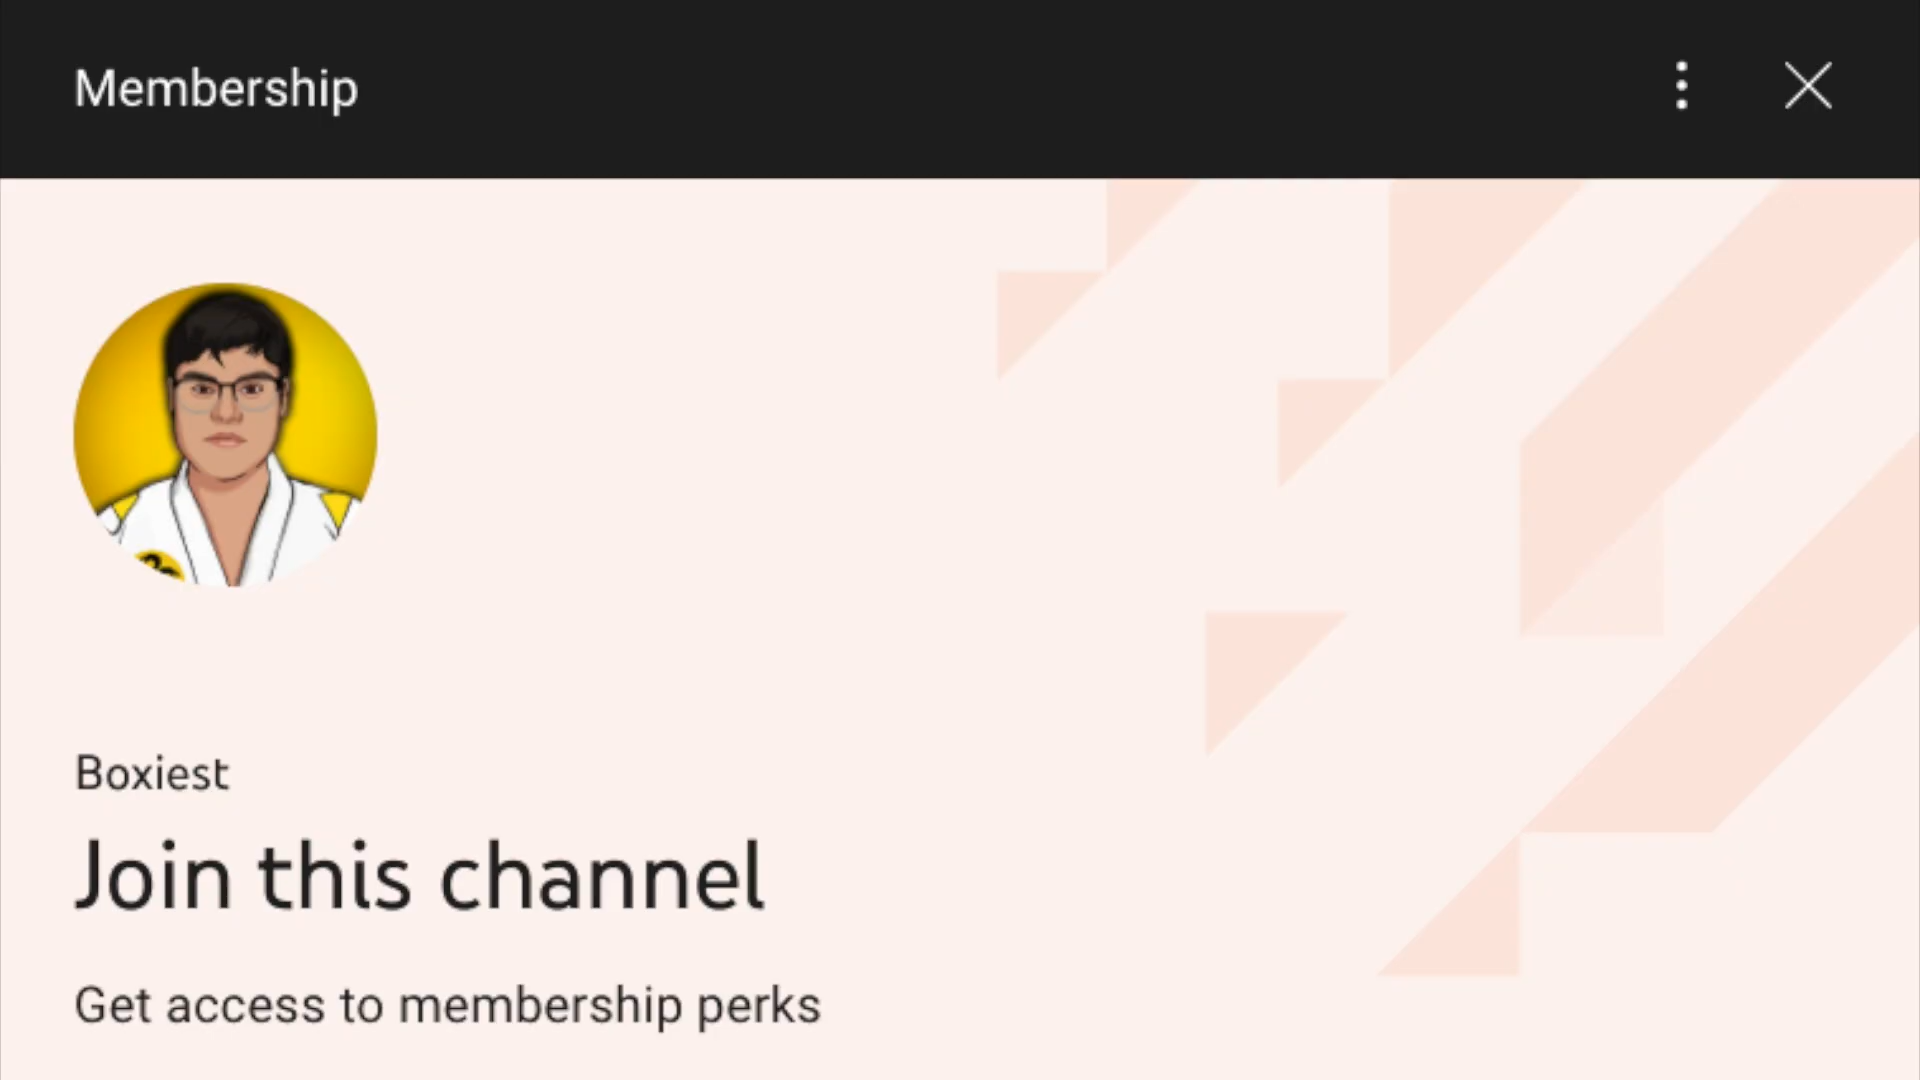 Membership
Boxiest
Join this channel
Get access to membership perks